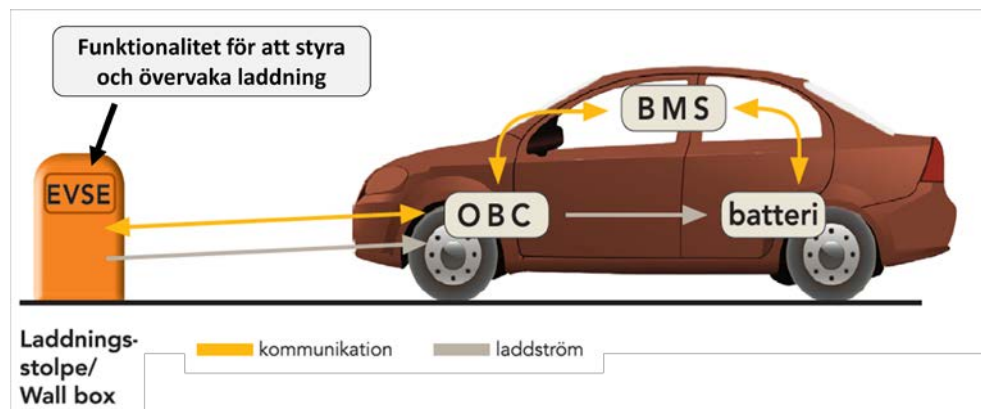 Funktionalitet för att styra
och övervaka laddning
BMS
EVSE
OBC
batteri
Laddnings-
stolpe/
Wall box
kommunikation
laddström